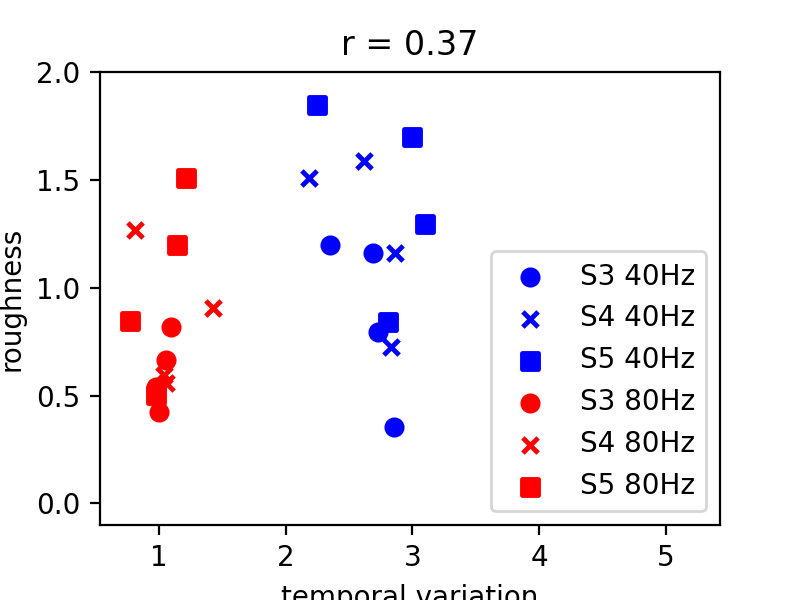 r = 0.37
2.0
1.5
1.0
0.5
0.0
roughness
S3 40Hz
S4 40Hz
S5 40Hz
S3 80Hz
S4 80Hz
S5 80Hz
1 2 3 4 5
temporal variation